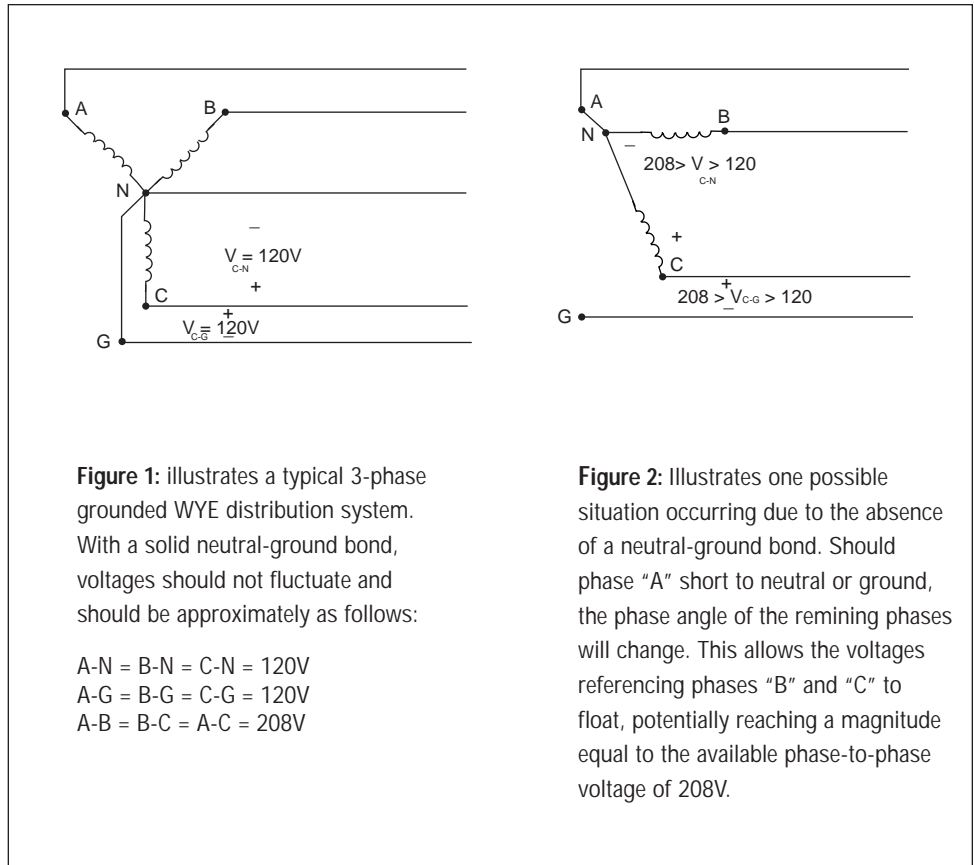 A
B
N
—
V = 120V
C-N
+
C
+
V = 120V
C-G
—
G
A
B
N
—
208> V > 120
C-N
+
C
+
208 > VC-G > 120
—
G
Figure 1: illustrates a typical 3-phase
grounded WYE distribution system.
With a solid neutral-ground bond,
voltages should not fluctuate and
should be approximately as follows:
A-N = B-N = C-N = 120V
A-G = B-G = C-G = 120V
A-B = B-C = A-C = 208V
Figure 2: Illustrates one possible
situation occurring due to the absence
of a neutral-ground bond. Should
phase “A” short to neutral or ground,
the phase angle of the remining phases
will change. This allows the voltages
referencing phases “B” and “C” to
float, potentially reaching a magnitude
equal to the available phase-to-phase
voltage of 208V.